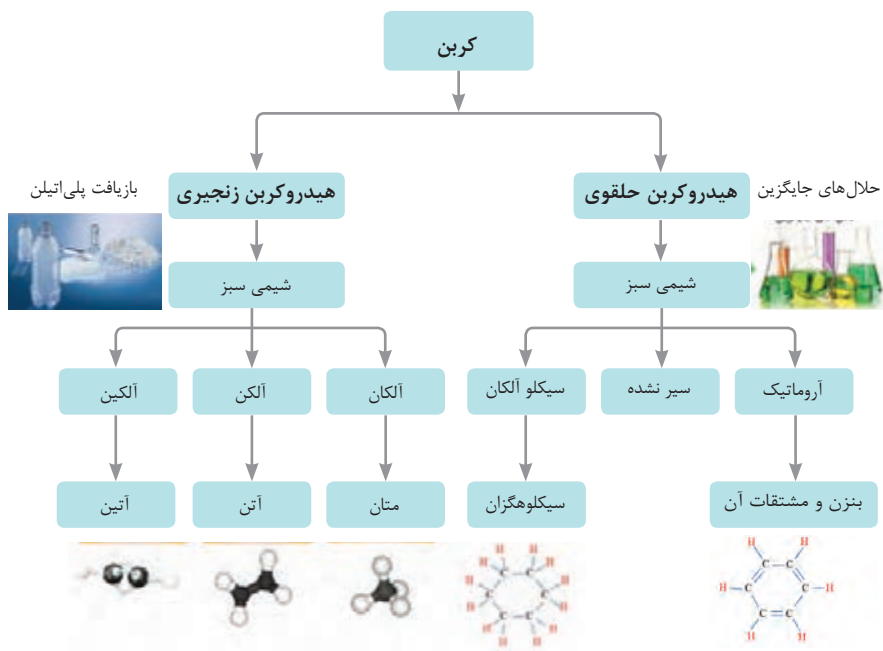 کربن
هیدروکربن حلقوی
هیدروکربن زنجیری
حلال‌های جایگزین
بازیافت پلی‌اتیلن
شیمی سبز
شیمی سبز
آروماتیک
سیر نشده
سیکلو آلکان
آلکان
آلکن
آلکین
بنزن و مشتقات آن
سیکلوهگزان
متان
آتن
آتین
H H
C
C C
H C C H
C C
H H